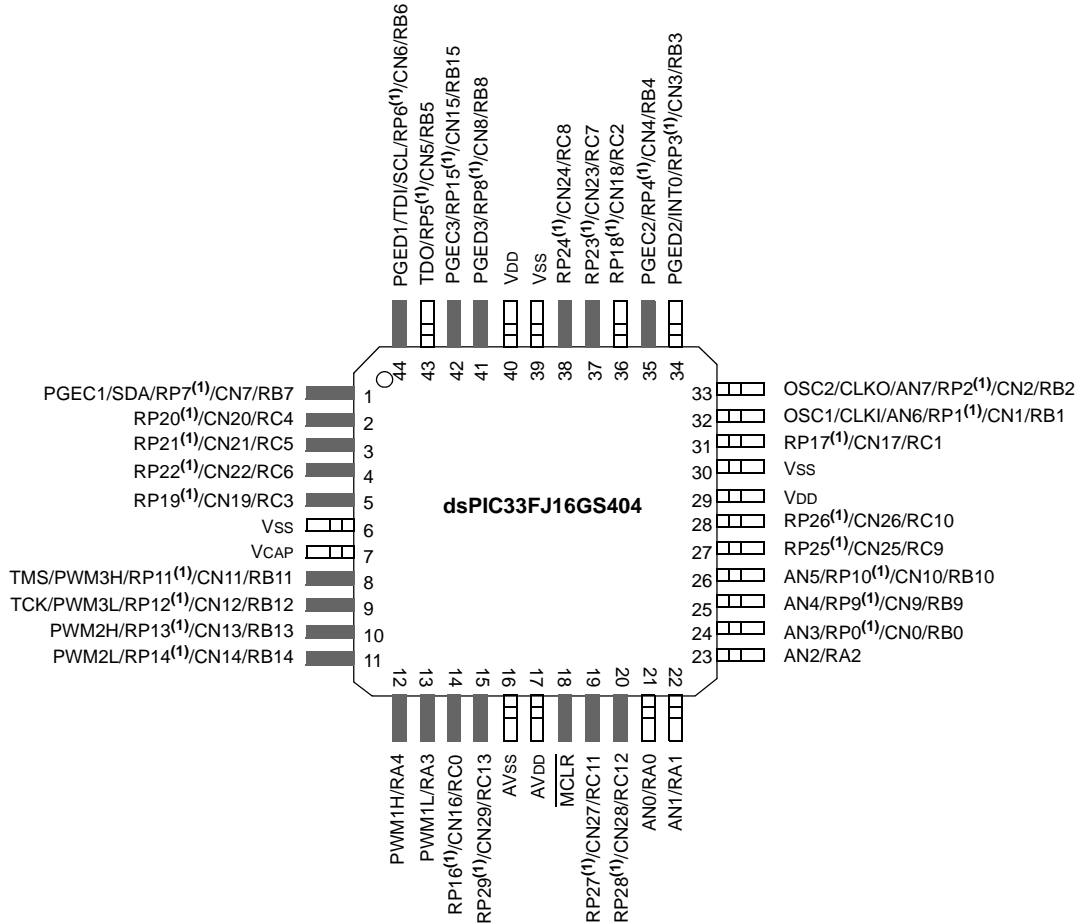 PGED1/TDI/SCL/RP6(1)/CN6/RB6
TDO/RP5(1)/CN5/RB5
PGEC3/RP15(1)/CN15/RB15
PGED3/RP8(1)/CN8/RB8
VDD
VSS
RP24(1)/CN24/RC8
RP23(1)/CN23/RC7
RP18(1)/CN18/RC2
PGEC2/RP4(1)/CN4/RB4
PGED2/INT0/RP3(1)/CN3/RB3
44
43
42
41
40
39
38
37
36
35
34
PGEC1/SDA/RP7(1)/CN7/RB7 1
RP20(1)/CN20/RC4 2
RP21(1)/CN21/RC5 3
RP22(1)/CN22/RC6 4
RP19(1)/CN19/RC3 5
VSS 6
VCAP 7
TMS/PWM3H/RP11(1)/CN11/RB11 8
TCK/PWM3L/RP12(1)/CN12/RB12 9
PWM2H/RP13(1)/CN13/RB13 10
PWM2L/RP14(1)/CN14/RB14 11
dsPIC33FJ16GS404
33 OSC2/CLKO/AN7/RP2(1)/CN2/RB2
32 OSC1/CLKI/AN6/RP1(1)/CN1/RB1
31 RP17(1)/CN17/RC1
30 VSS
29 VDD
28 RP26(1)/CN26/RC10
27 RP25(1)/CN25/RC9
26 AN5/RP10(1)/CN10/RB10
25 AN4/RP9(1)/CN9/RB9
24 AN3/RP0(1)/CN0/RB0
23 AN2/RA2
12
13
14
15
16
17
18
19
20
21
22
PWM1H/RA4
PWM1L/RA3
RP16(1)/CN16/RC0
RP29(1)/CN29/RC13
AVSS
AVDD
MCLR
RP27(1)/CN27/RC11
RP28(1)/CN28/RC12
AN0/RA0
AN1/RA1